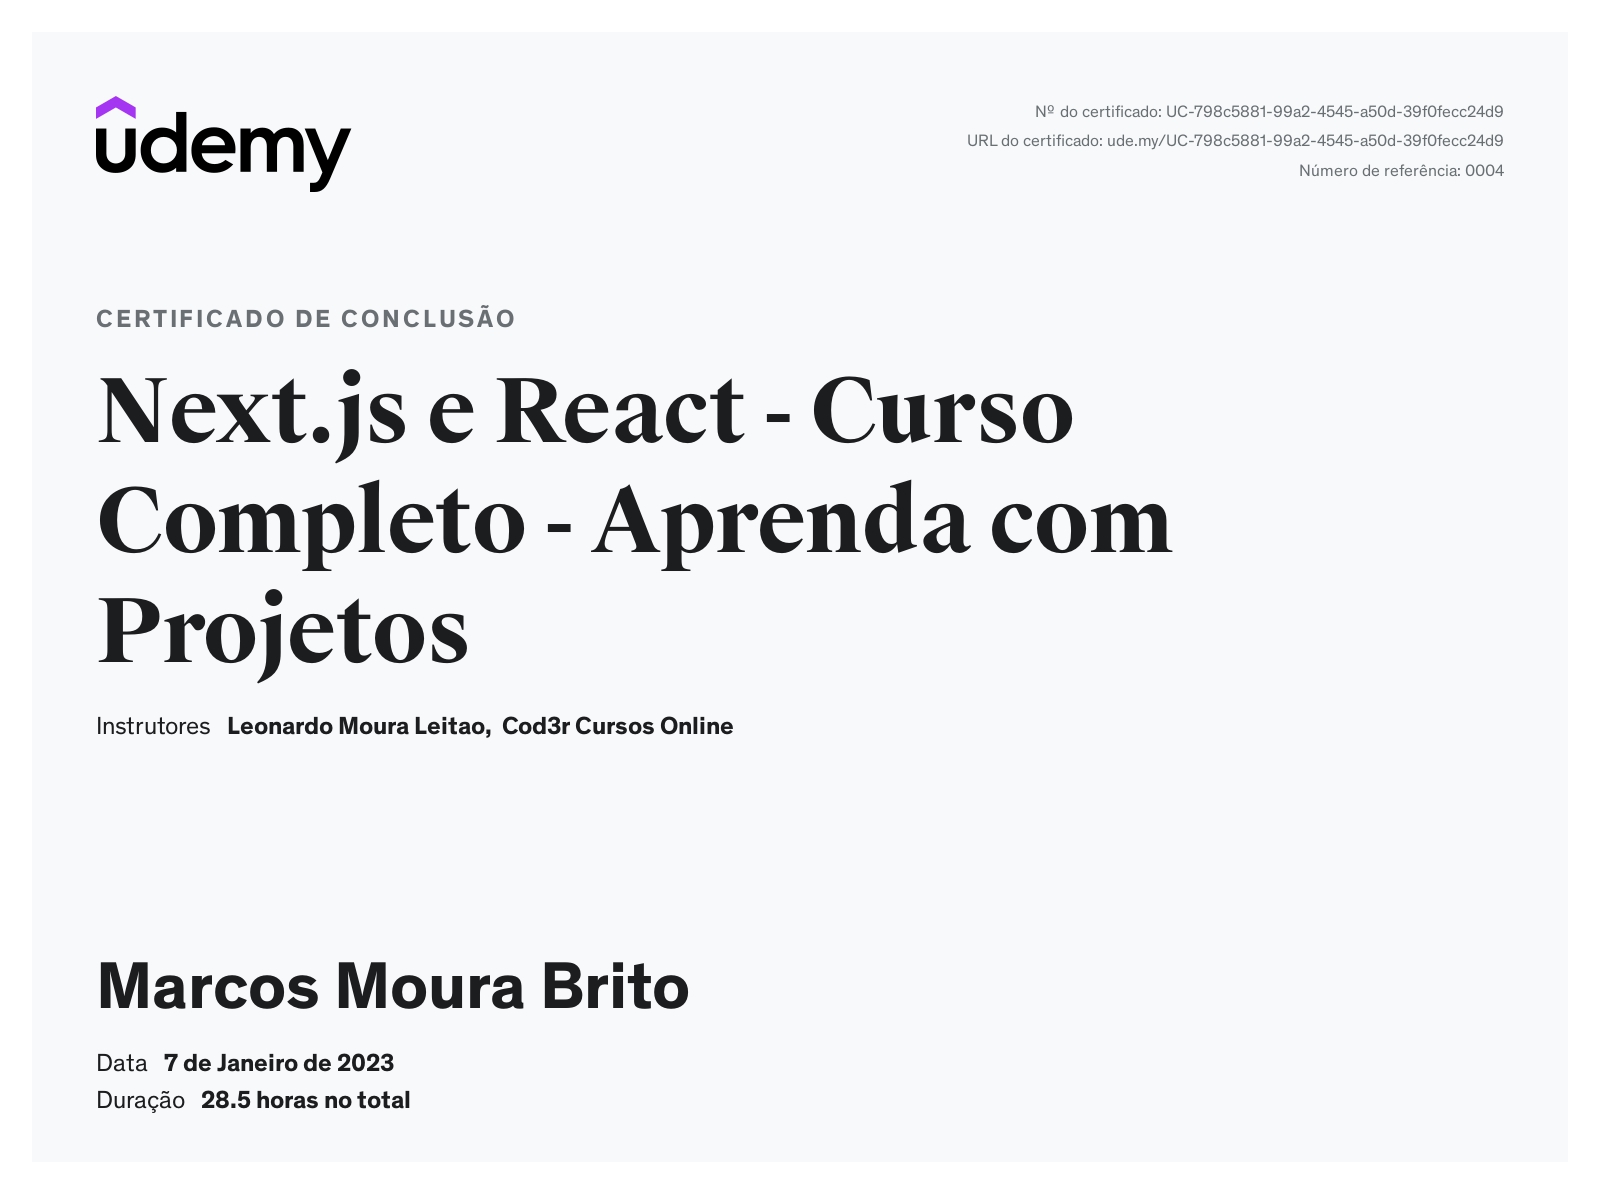 udemy
Nº do certificado: UC-798c5881-99a2-4545-a50d-39f0fecc24d9
URL do certificado: ude.my/UC-798c5881-99a2-4545-a50d-39f0fecc24d9
Número de referência: 0004
CERTIFICADO DE CONCLUSÃO
Next.js e React - Curso
Completo - Aprenda com
Projetos
Instrutores Leonardo Moura Leitao, Cod3r Cursos Online
Marcos Moura Brito
Data 7 de Janeiro de 2023
Duração 28.5 horas no total